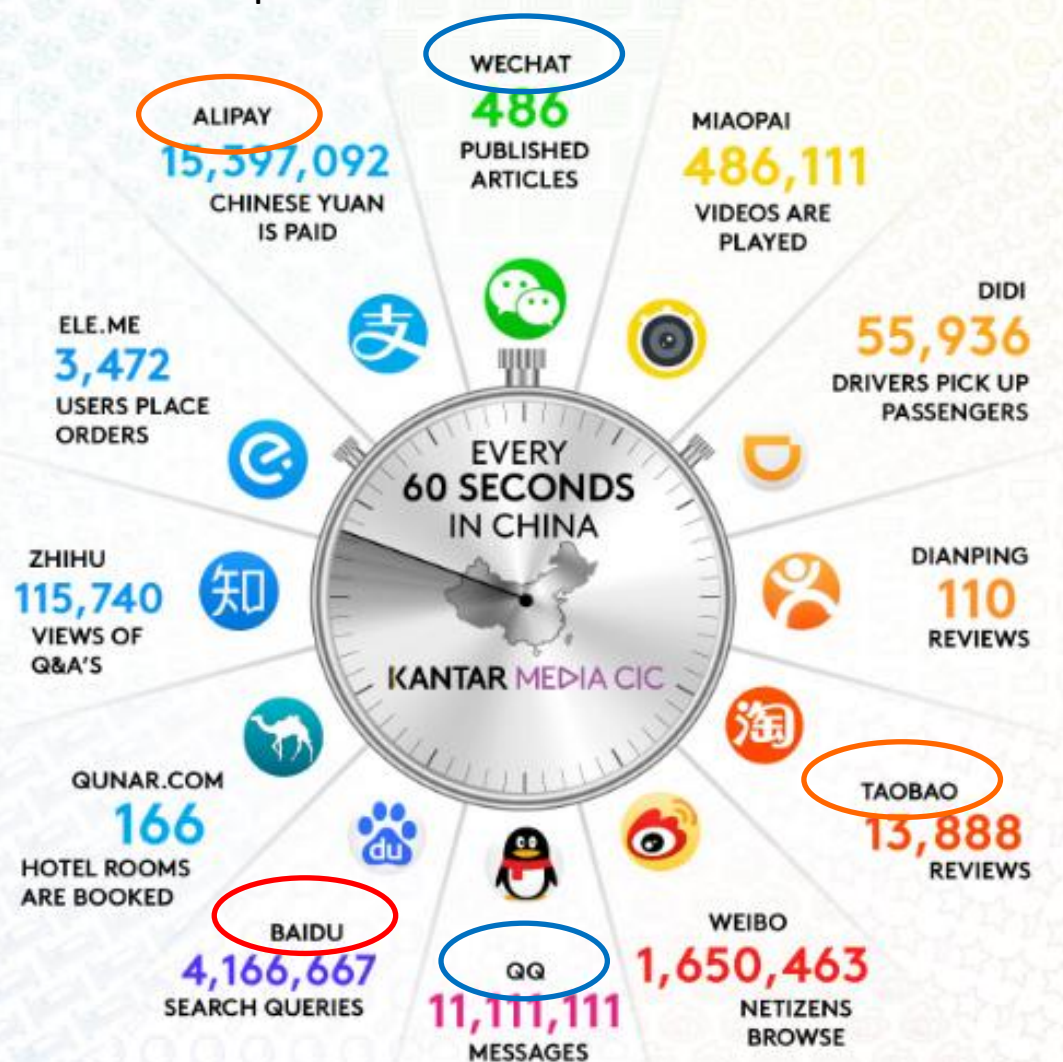 WECHAT
486
PUBLISHED
ARTICLES
MIAOPAI
486,111
VIDEOS ARE
PLAYED
DIDI
55,936
DRIVERS PICK UP
PASSENGERS
DIANPING
110
REVIEWS
淘
TAOBAO
13,888
REVIEWS
WEIBO
1,650,463
NETIZENS
BROWSE
QQ
11,111,111
MESSAGES
du
BAIDU
4,166,667
SEARCH QUERIES
QUNAR.COM
166
HOTEL ROOMS
ARE BOOKED
知
ZHIHU
115,740
VIEWS OF
Q&A'S
ELE.ME
3,472
USERS PLACE
ORDERS
支
ALIPAY
15,397,092
CHINESE YUAN
IS PAID
EVERY
60 SECONDS
IN CHINA
KANTAR MEDIA CIC